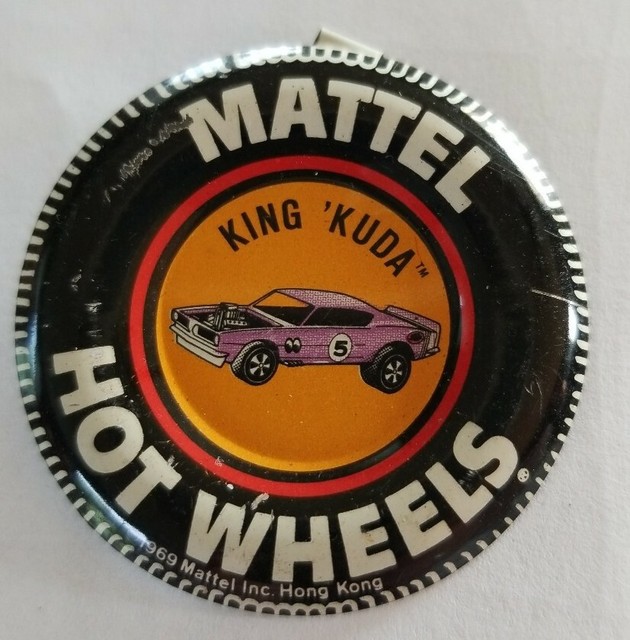 MATTEL
KING 'KUDA™
5
HOT WHEELS®
1969 Mattel Inc. Hong Kong